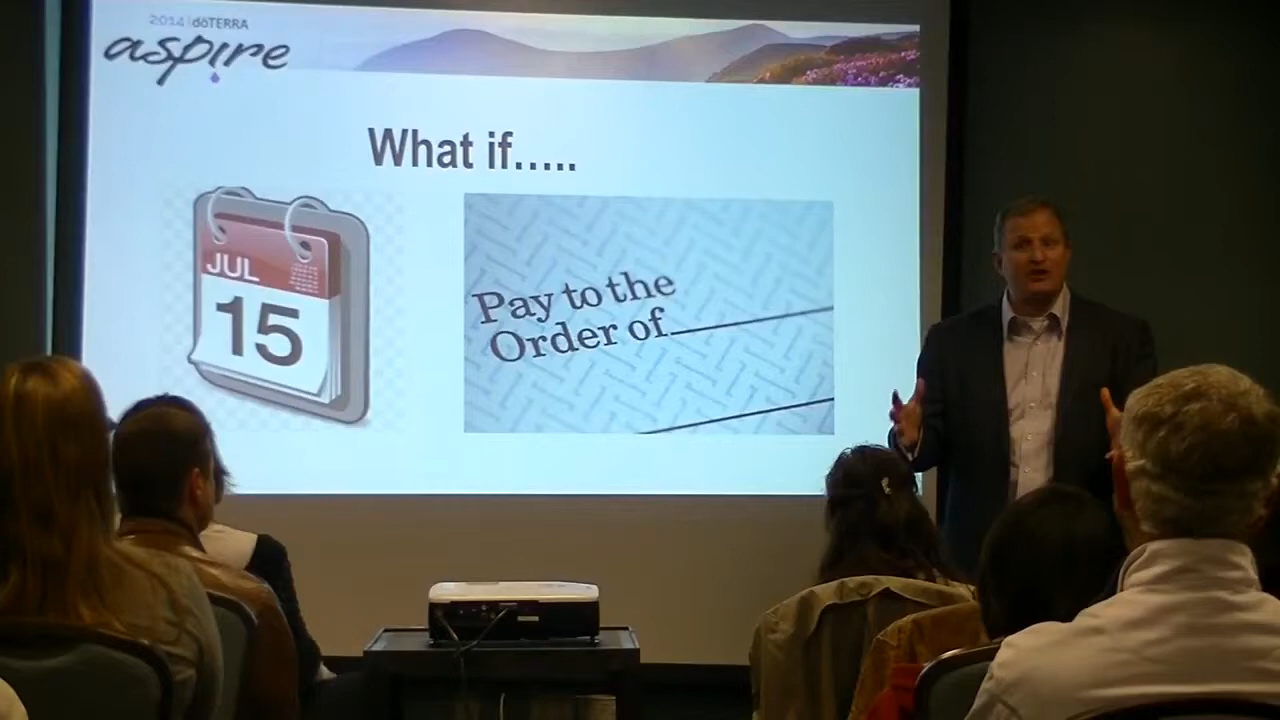 2014 | dōTERRA
aspire
What if.....
JUL
15
Pay to the
Order of